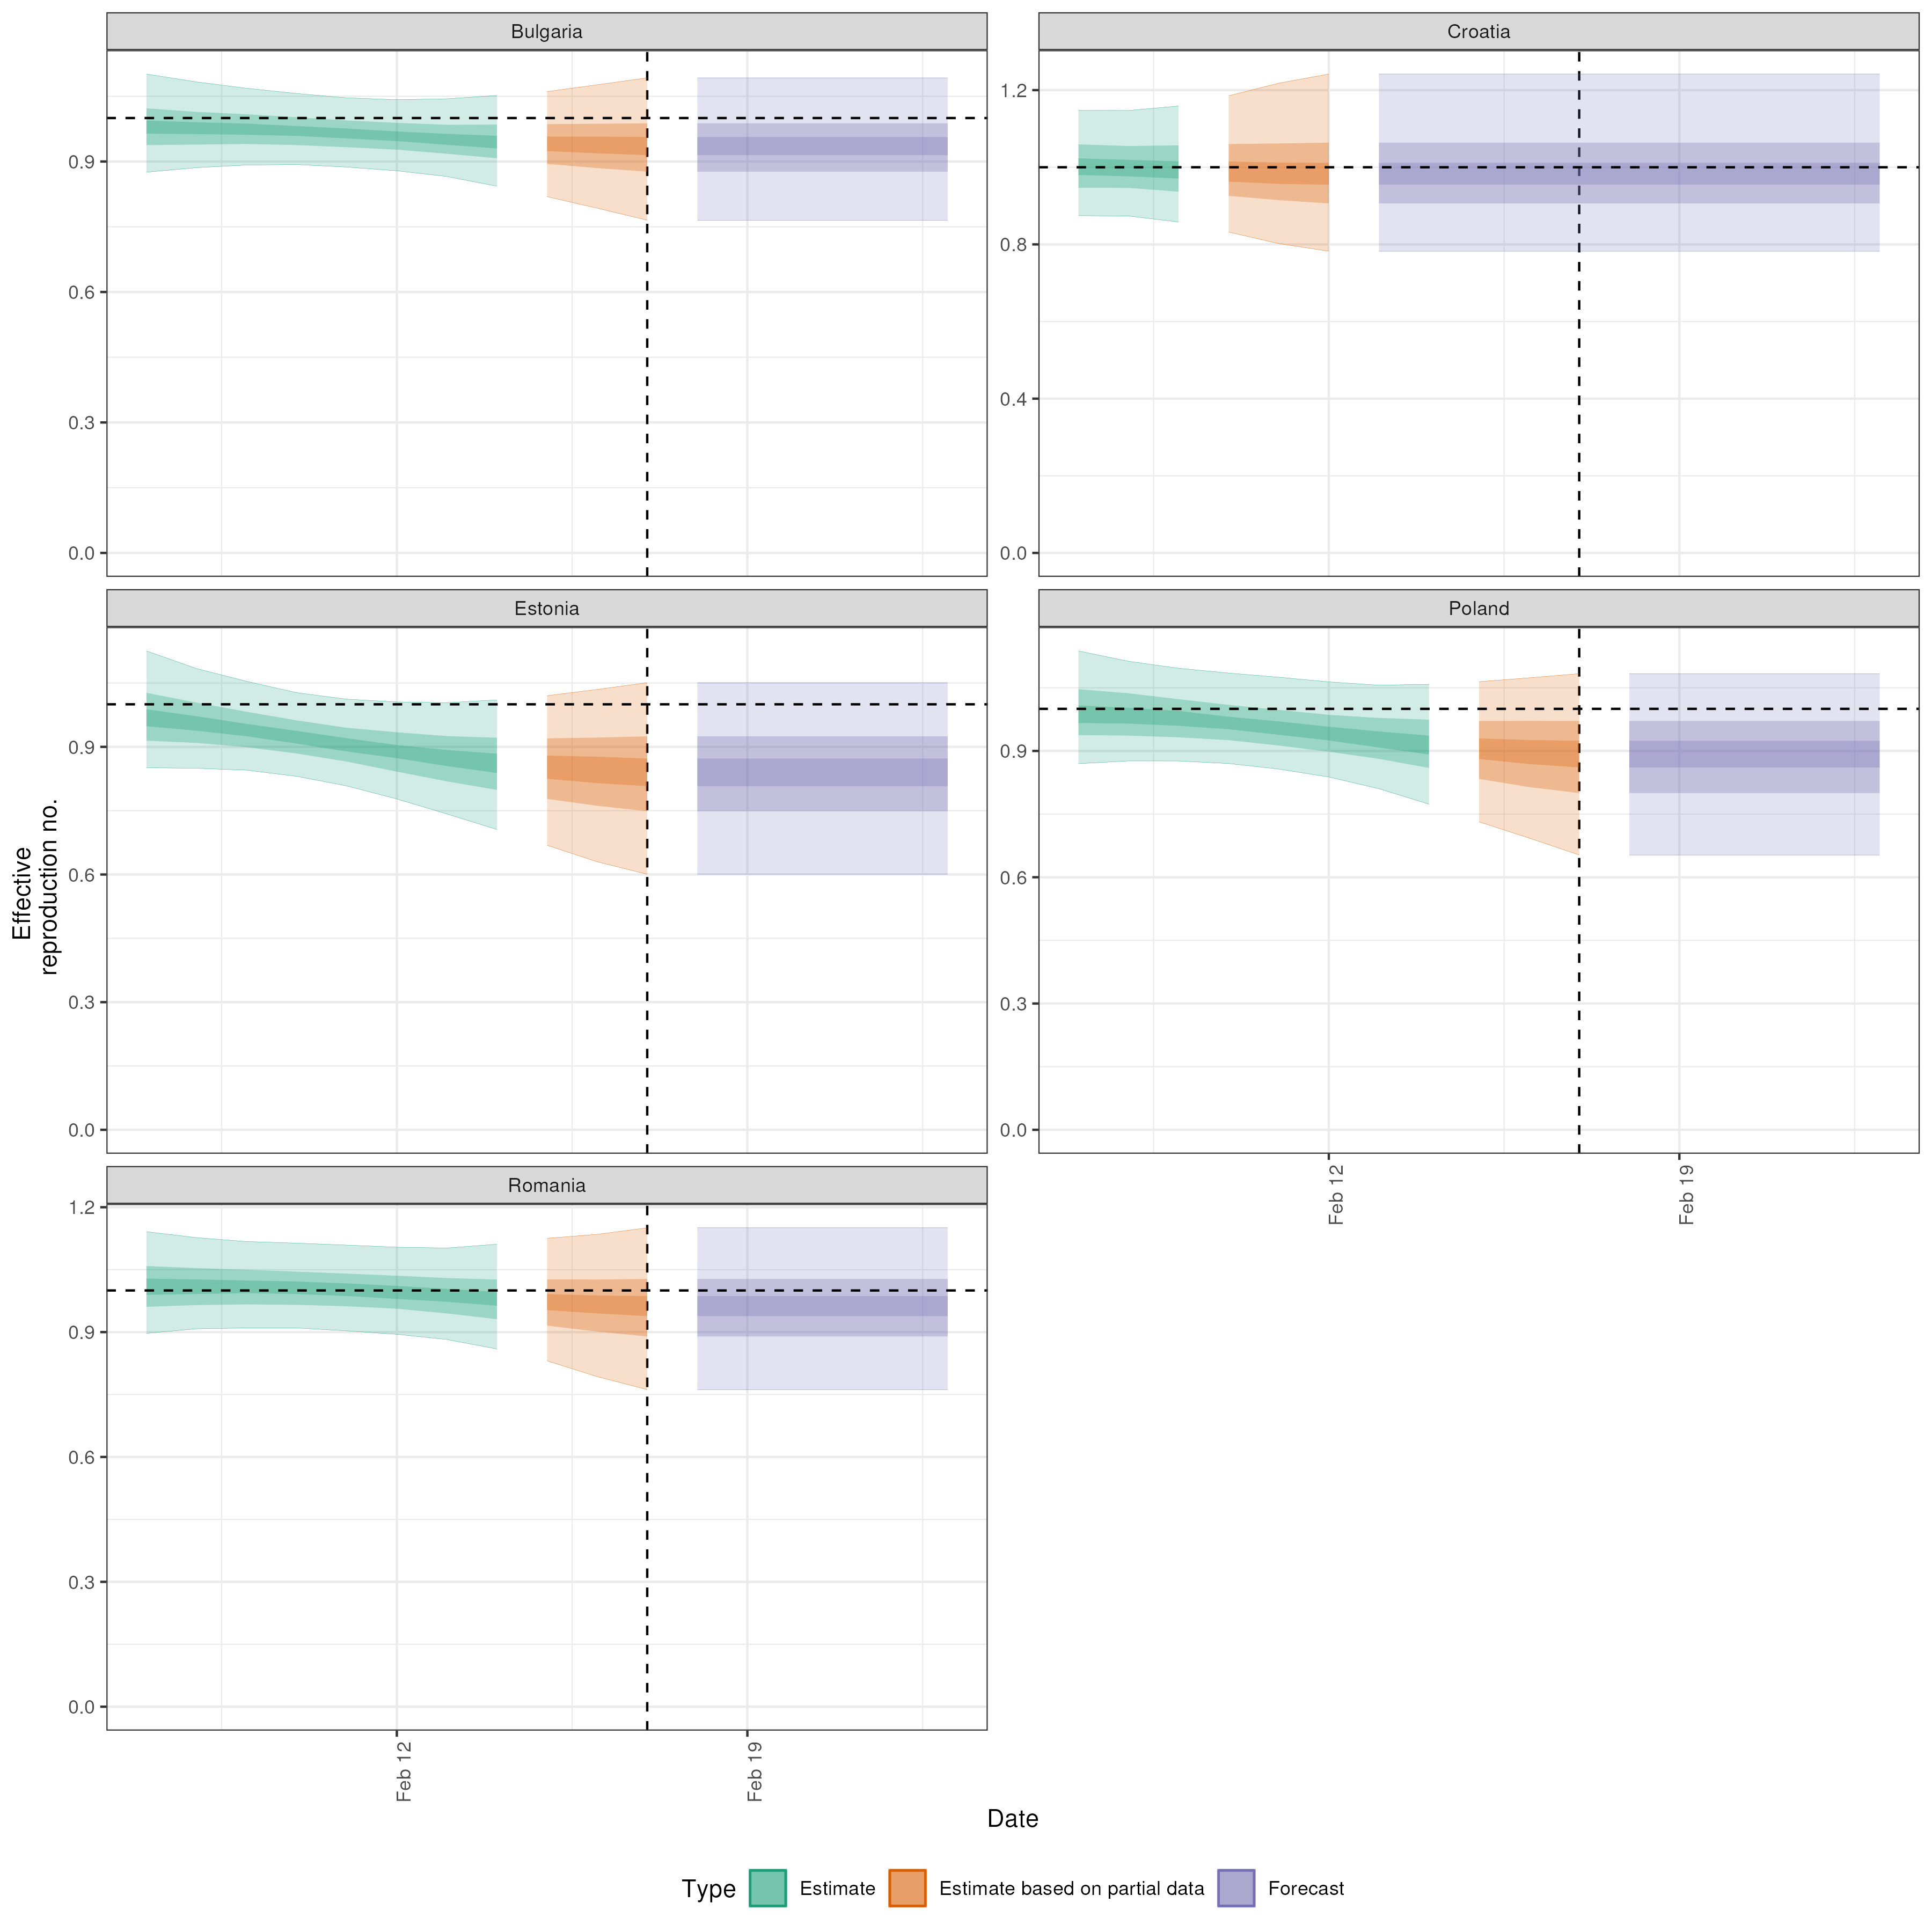 Bulgaria
Croatia
0.9
0.6
0.3
0.0
1.2
0.8
0.4
0.0
Estonia
Poland
0.9
0.6
0.3
0.0
0.9
0.6
0.3
0.0
Feb 12
Feb 19
Romania
1.2
0.9
0.6
0.3
0.0
Feb 12
Feb 19
Effective
reproduction no.
Date
Type Estimate Estimate based on partial data Forecast